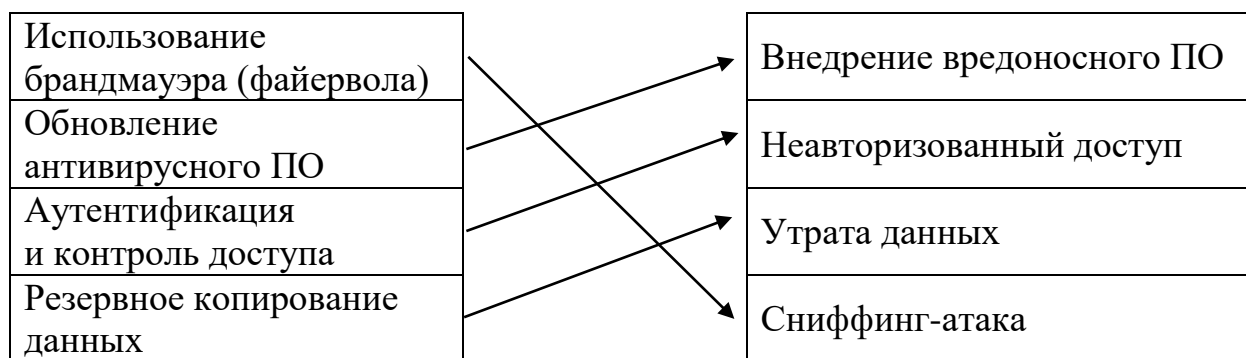 Использование
брандмауэра (файервола)
Обновление
антивирусного ПО
Аутентификация
и контроль доступа
Резервное копирование
данных
Внедрение вредоносного ПО
Неавторизованный доступ
Утрата данных
Сниффинг-атака